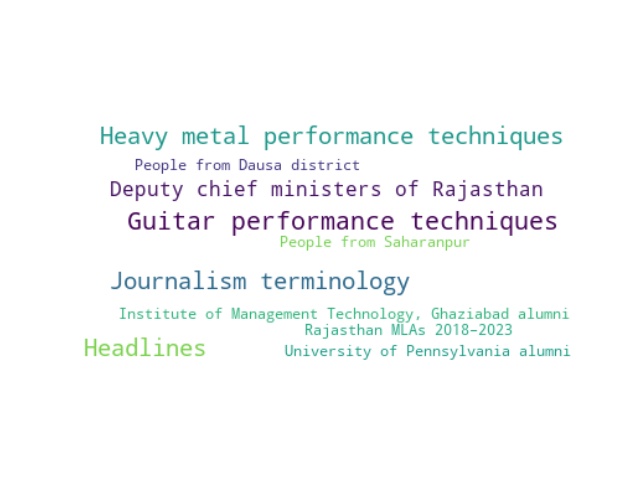 Heavy metal performance techniques
People from Dausa district
Deputy chief ministers of Rajasthan
Guitar performance techniques
People from Saharanpur
Journalism terminology
Institute of Management Technology, Ghaziabad alumni
Rajasthan MLAs 2018–2023
Headlines
University of Pennsylvania alumni